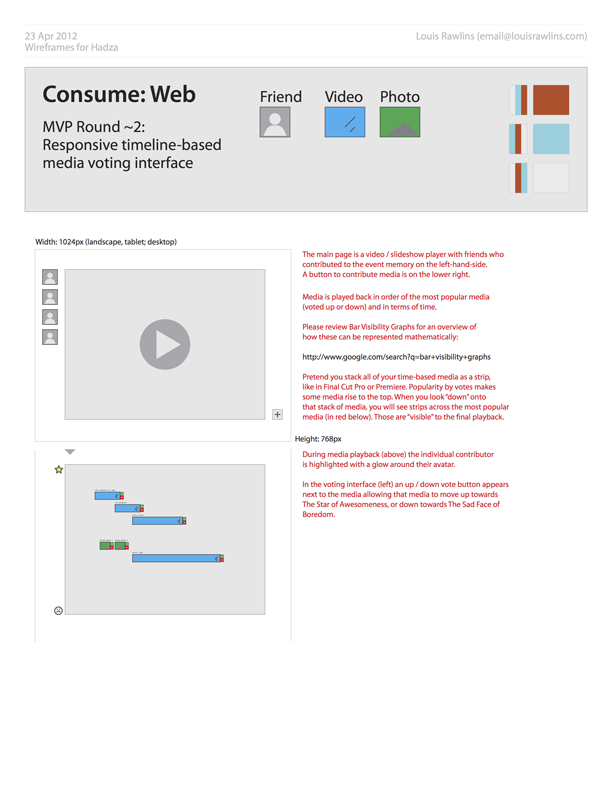 23 Apr 2012
Wireframes for Hadza
Louis Rawlins (email@louisrawlins.com)
Consume: Web
MVP Round ~2:
Responsive timeline-based
media voting interface
Friend
Video
Photo
Width: 1024px (landscape, tablet; desktop)
The main page is a video / slideshow player with friends who
contributed to the event memory on the left-hand-side.
A button to contribute media is on the lower right.
Media is played back in order of the most popular media
(voted up or down) and in terms of time.
Please review Bar Visibility Graphs for an overview of
how these can be represented mathematically:
http://www.google.com/search?q=bar+visibility+graphs
Pretend you stack all of your time-based media as a strip,
like in Final Cut Pro or Premiere. Popularity by votes makes
some media rise to the top. When you look "down" onto
that stack of media, you will see strips across the most popular
media (in red below). Those are "visible" to the final playback.
Height: 768px
During media playback (above) the individual contributor
is highlighted with a glow around their avatar.
In the voting interface (left) an up / down vote button appears
next to the media allowing that media to move up towards
The Star of Awesomeness, or down towards The Sad Face of
Boredom.